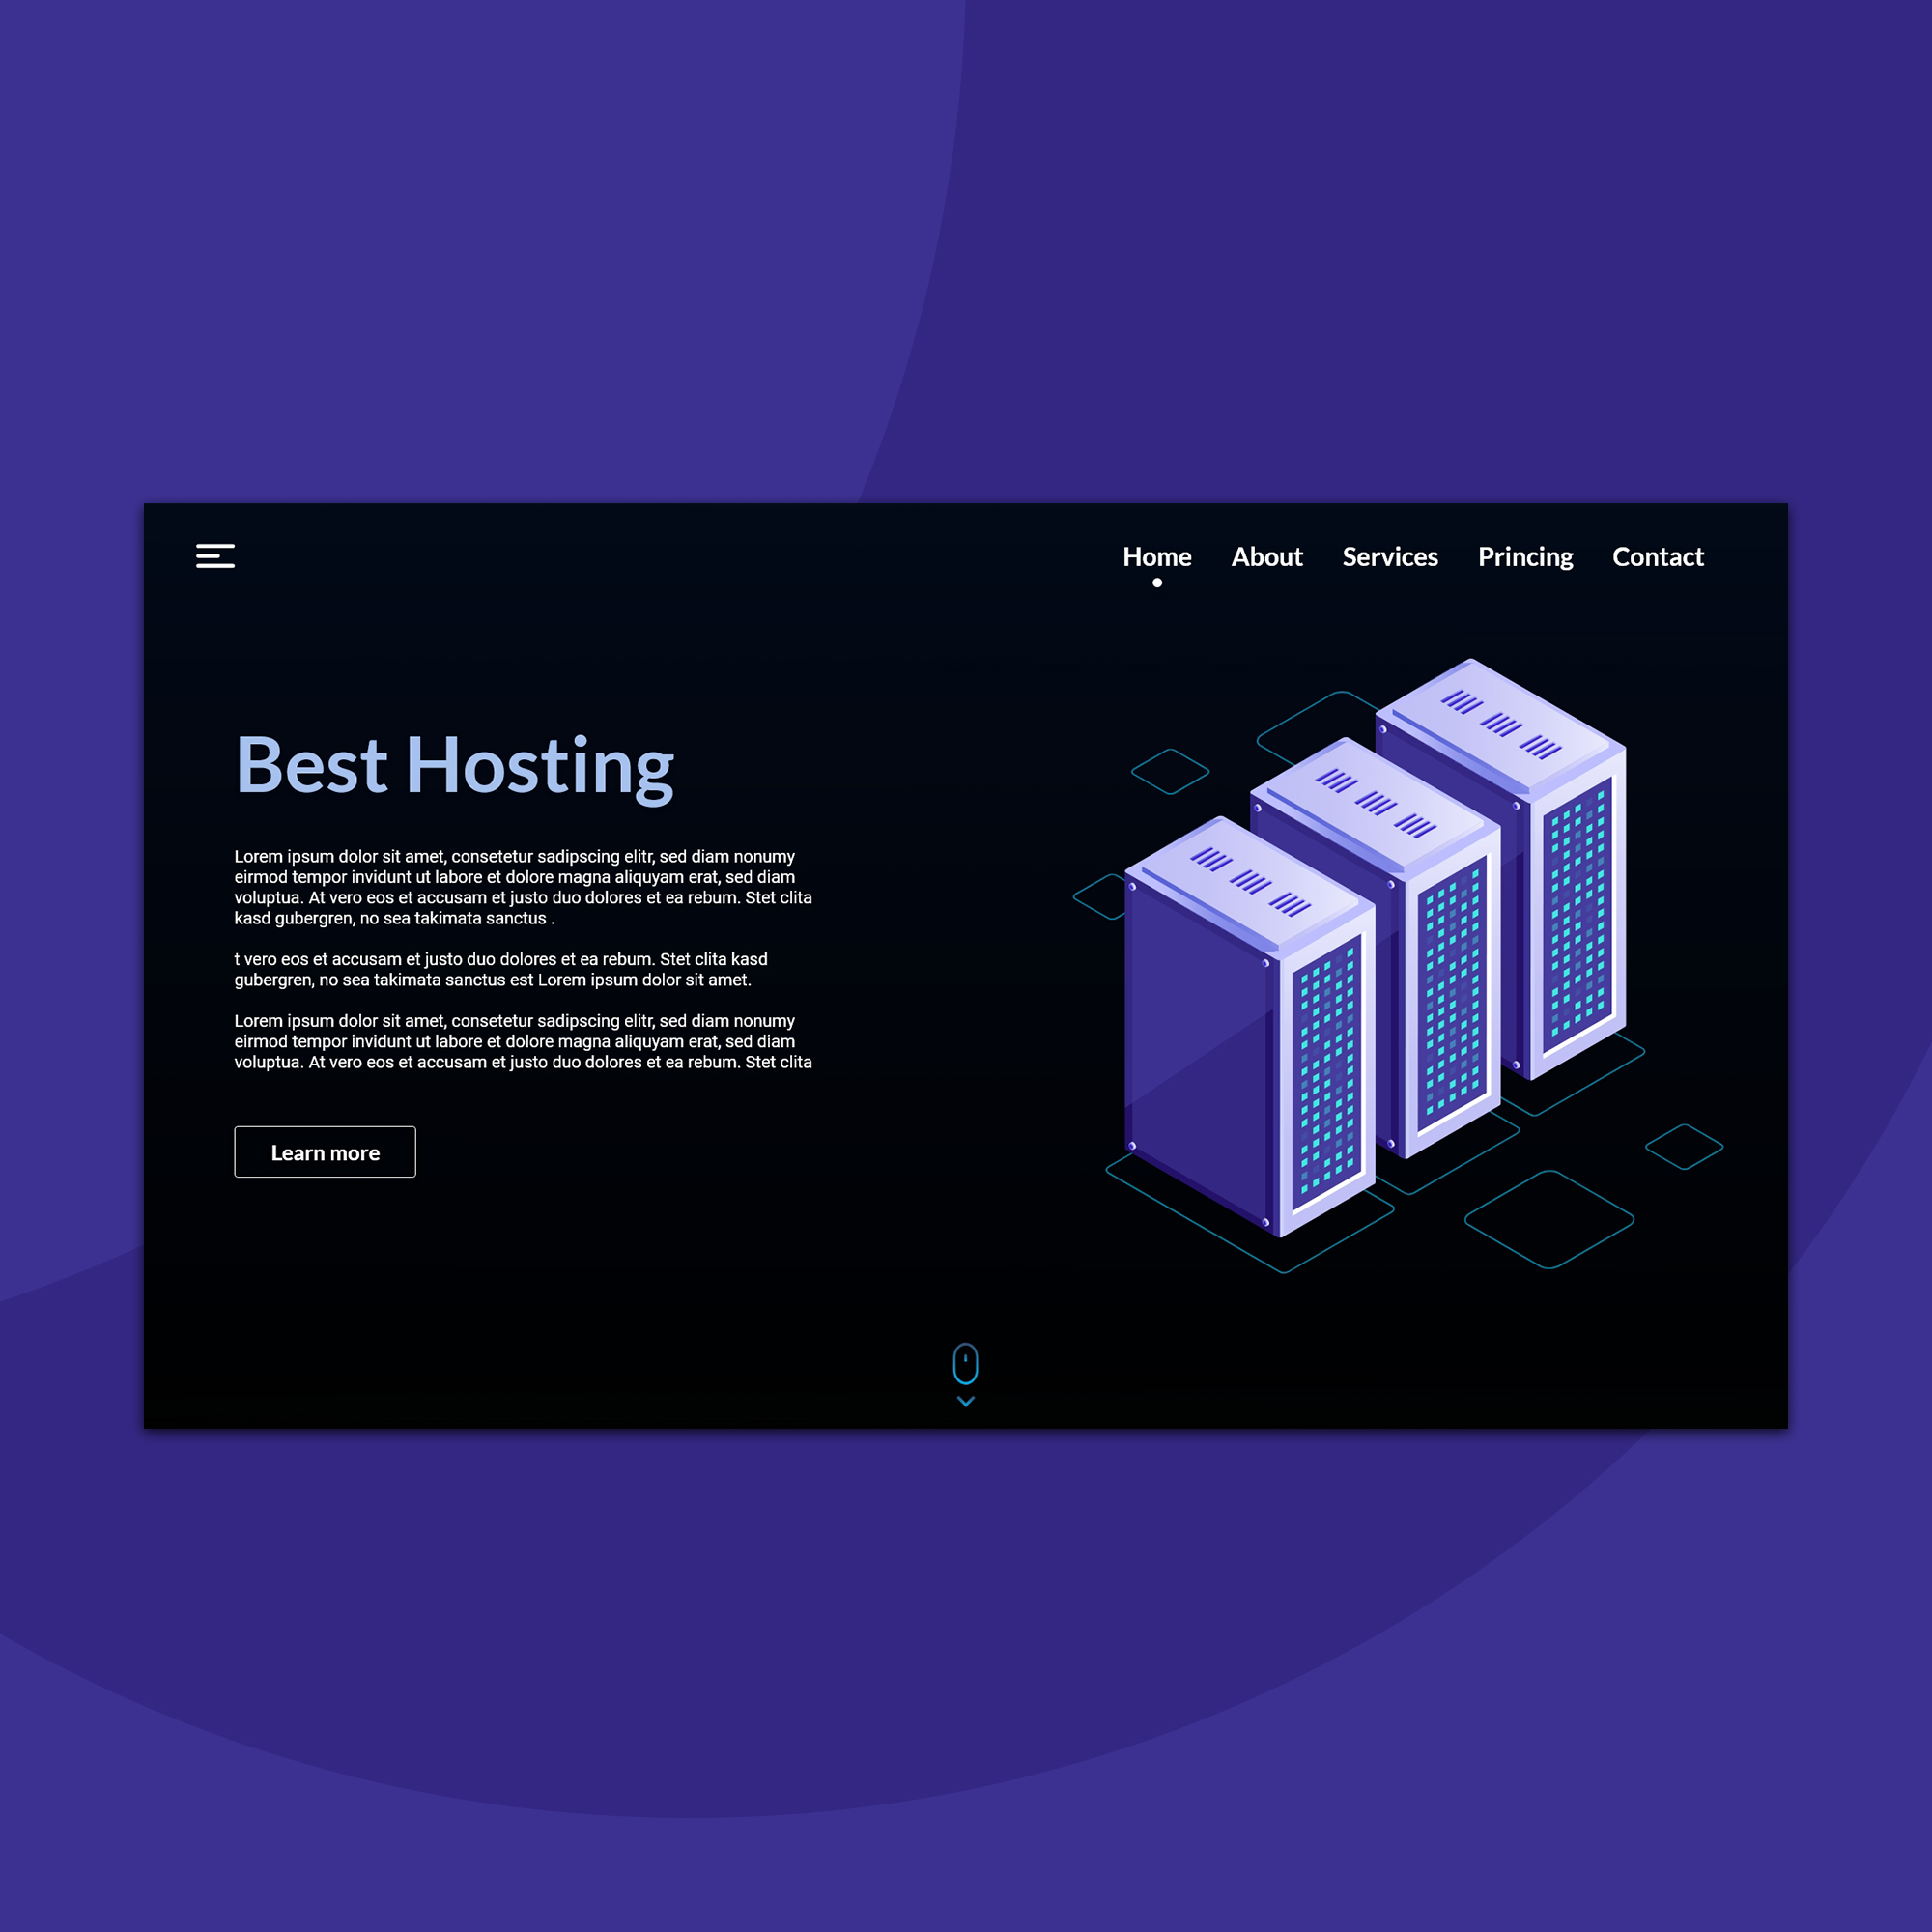 Home About Services Princing Contact
Best Hosting
Lorem ipsum dolor sit amet, consetetur sadipscing elitr, sed diam nonumy
eirmod tempor invidunt ut labore et dolore magna aliquyam erat, sed diam
voluptua. At vero eos et accusam et justo duo dolores et ea rebum. Stet clita
kasd gubergren, no sea takimata sanctus .
t vero eos et accusam et justo duo dolores et ea rebum. Stet clita kasd
gubergren, no sea takimata sanctus est Lorem ipsum dolor sit amet.
Lorem ipsum dolor sit amet, consetetur sadipscing elitr, sed diam nonumy
eirmod tempor invidunt ut labore et dolore magna aliquyam erat, sed diam
voluptua. At vero eos et accusam et justo duo dolores et ea rebum. Stet clita
Learn more